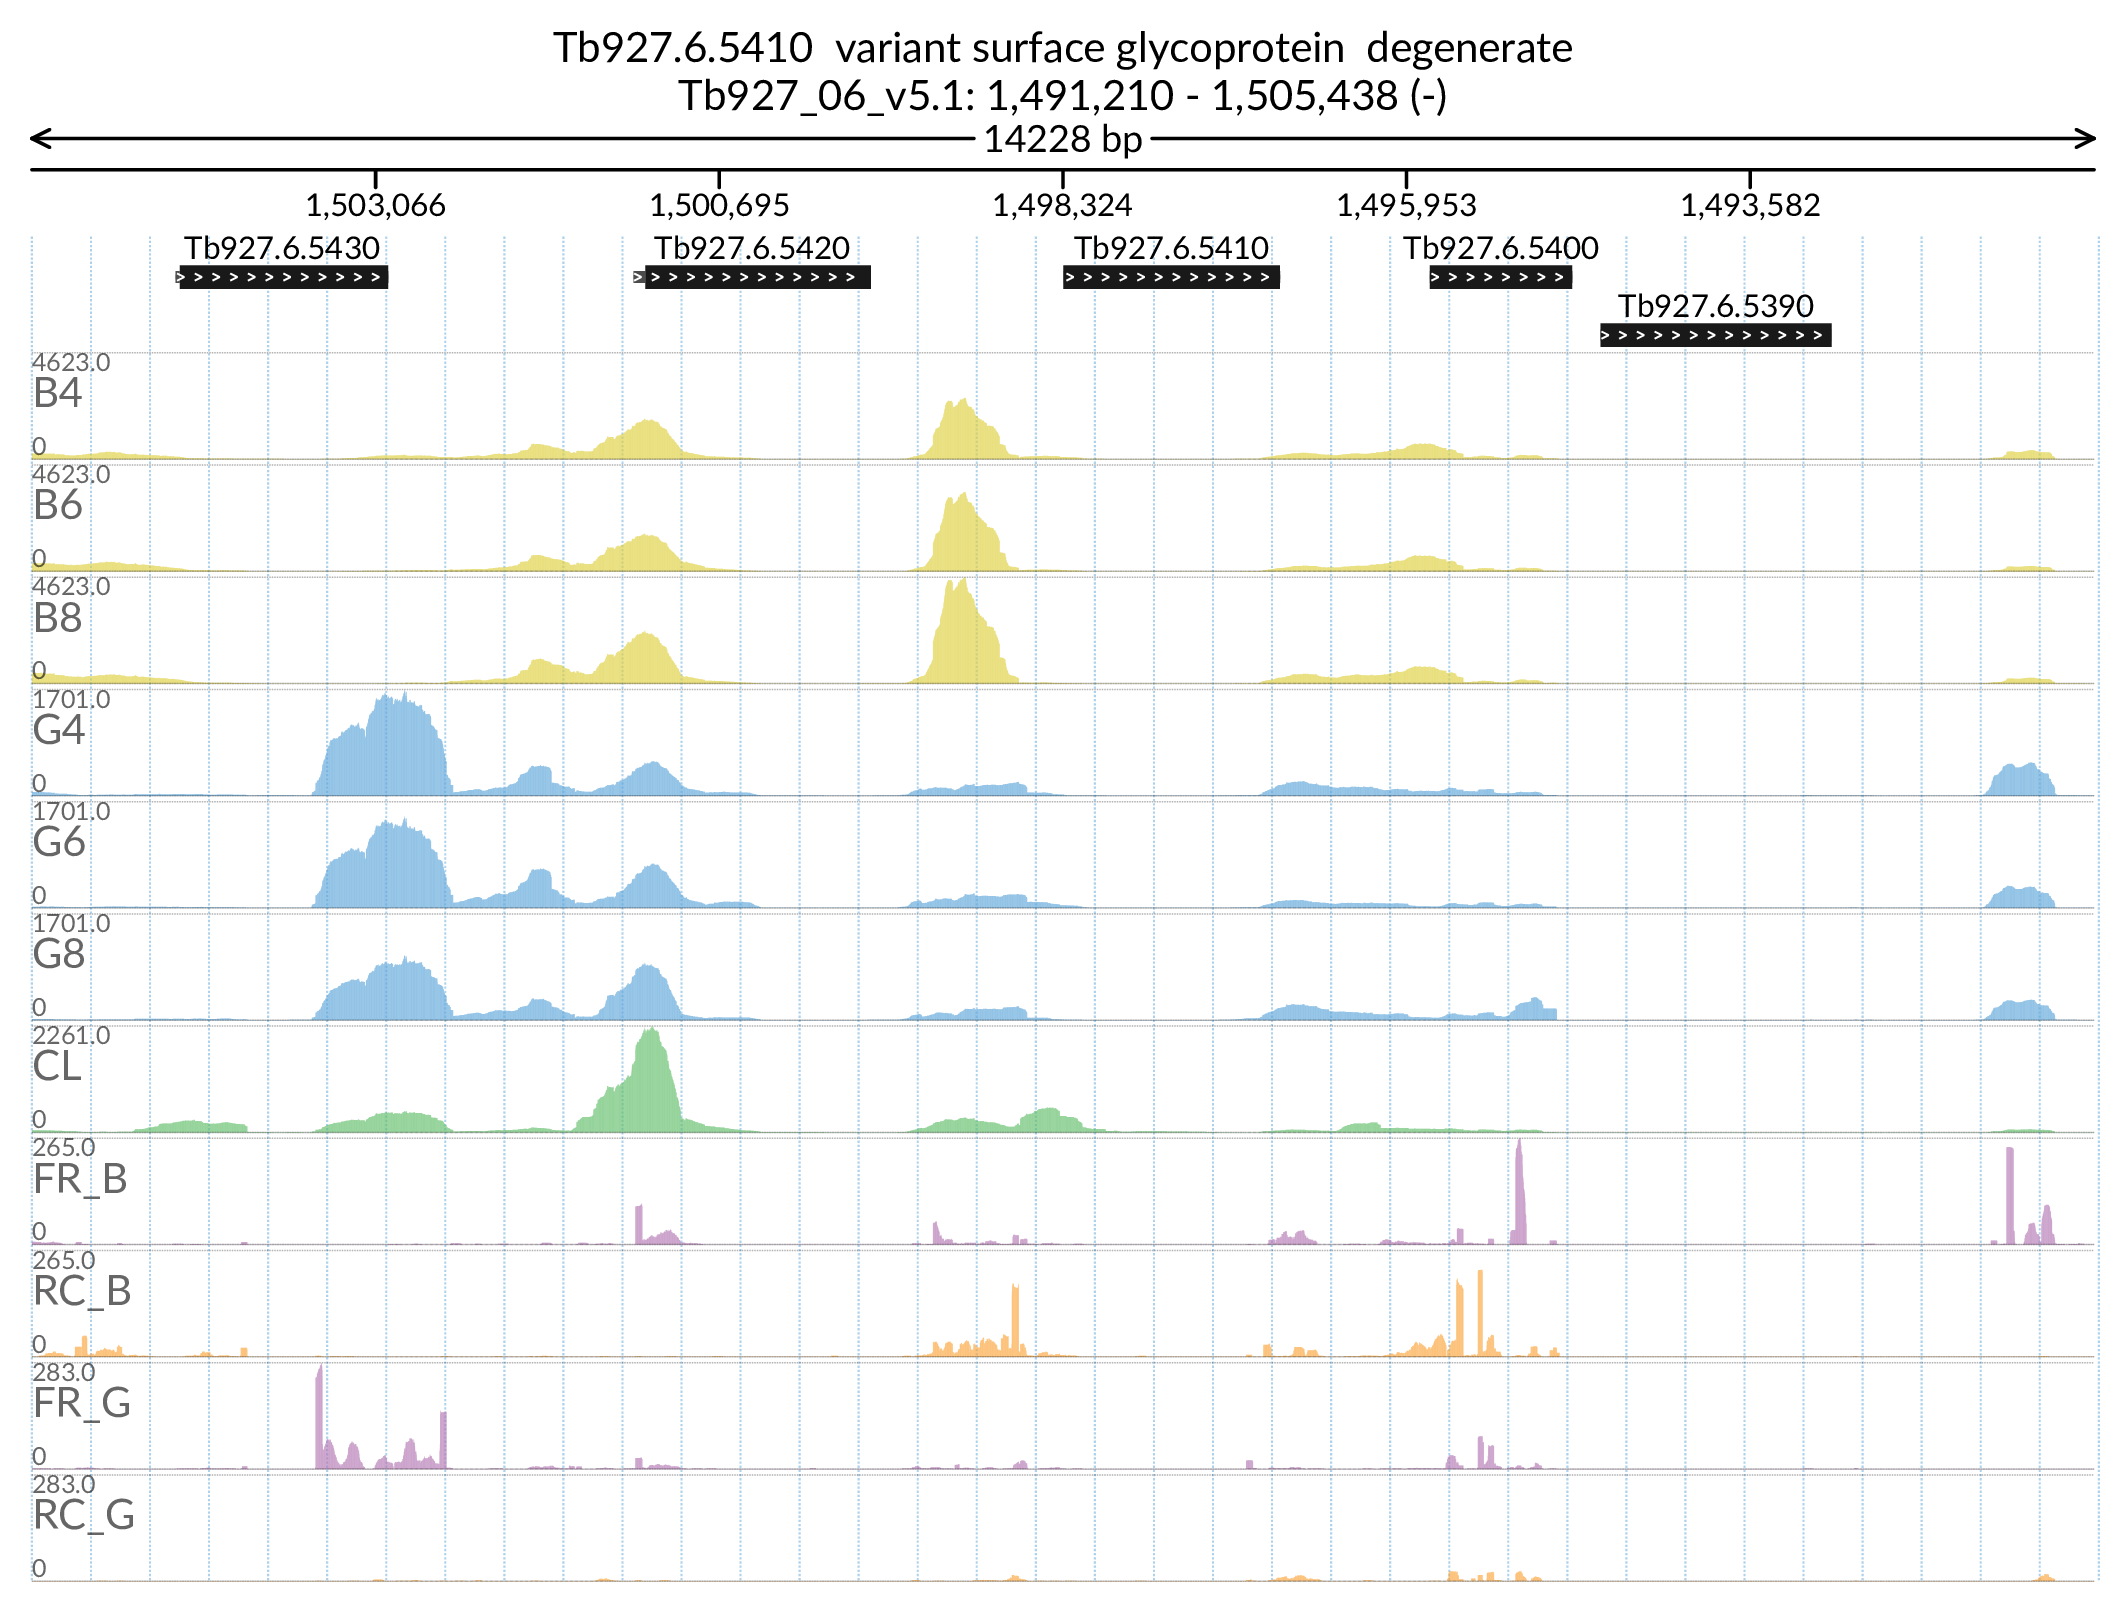 Tb927.6.5410  variant surface glycoprotein  degenerate
Tb927_06_v5.1: 1,491,210 - 1,505,438 (-)
14228 bp
1,503,066 1,500,695 1,498,324 1,495,953 1,493,582
Tb927.6.5430 Tb927.6.5420 Tb927.6.5410 Tb927.6.5400
Tb927.6.5390
4623.0
B4
0
4623.0
B6
0
4623.0
B8
0
1701.0
G4
0
1701.0
G6
0
1701.0
G8
0
2261.0
CL
0
265.0
FR_B
0
265.0
RC_B
0
283.0
FR_G
0
283.0
RC_G
0